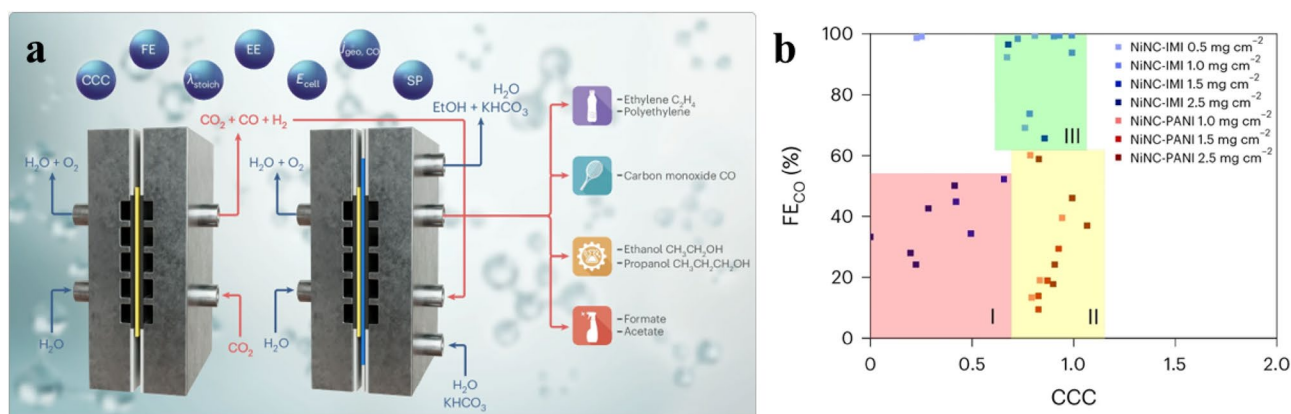 a
FE
EE
j geo, CO
CCC
λ stoich
E cell
SP
H₂O
EtOH + KHCO₃
CO₂ + CO + H₂
H₂O + O₂
H₂O + O₂
H₂O
CO₂
H₂O
H₂O
KHCO₃
– Ethylene C₂H₄
– Polyethylene
– Carbon monoxide CO
– Ethanol CH₃CH₂OH
– Propanol CH₃CH₂CH₂OH
– Formate
– Acetate
b
FE_CO (%)
100
80
60
40
20
0
NiNC-IMI 0.5 mg cm⁻²
NiNC-IMI 1.0 mg cm⁻²
NiNC-IMI 1.5 mg cm⁻²
NiNC-IMI 2.5 mg cm⁻²
NiNC-PANI 1.0 mg cm⁻²
NiNC-PANI 1.5 mg cm⁻²
NiNC-PANI 2.5 mg cm⁻²
III
I
II
0 0.5 1.0 1.5 2.0
CCC